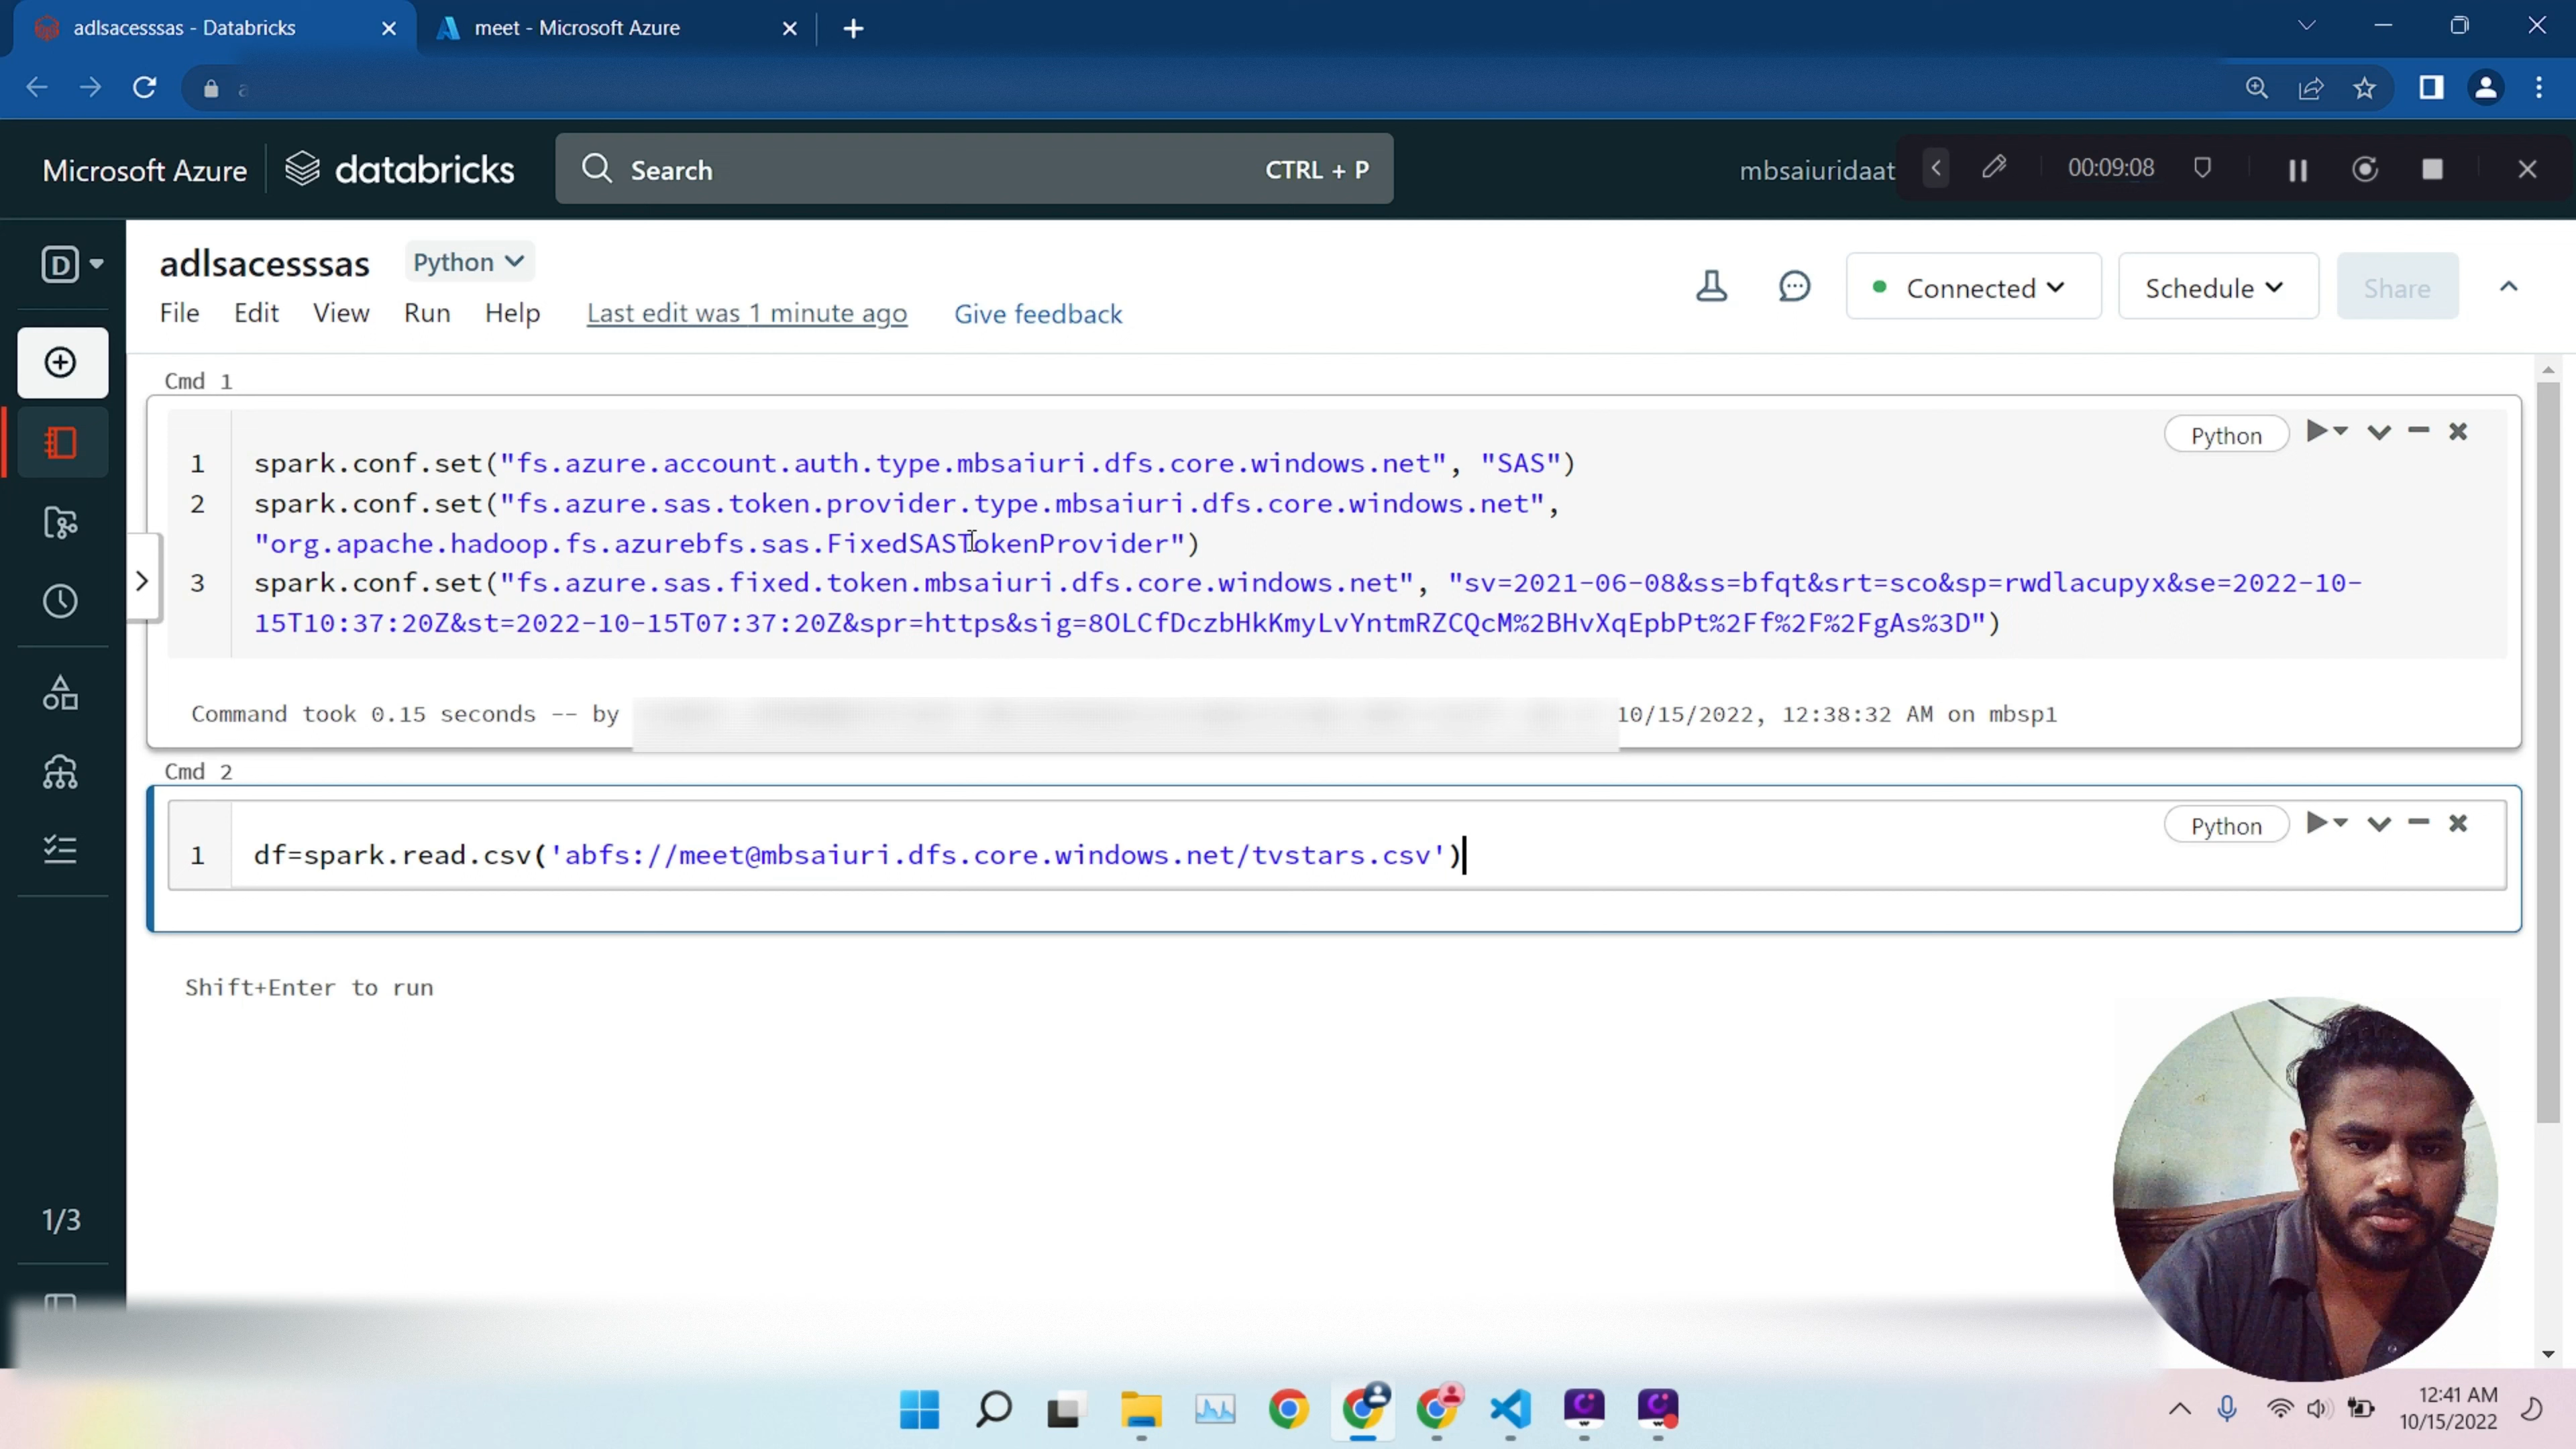 adlsacesssas - Databricks
meet - Microsoft Azure
a
Microsoft Azure
databricks
Search
CTRL + P
mbsaiuridaat
00:09:08
D
adlsacesssas
Python
File
Edit
View
Run
Help
Last edit was 1 minute ago
Give feedback
Connected
Schedule
Share
Cmd 1
Python
1 spark.conf.set("fs.azure.account.auth.type.mbsaiuri.dfs.core.windows.net", "SAS")
2 spark.conf.set("fs.azure.sas.token.provider.type.mbsaiuri.dfs.core.windows.net",
"org.apache.hadoop.fs.azurebfs.sas.FixedSASTokenProvider")
3 spark.conf.set("fs.azure.sas.fixed.token.mbsaiuri.dfs.core.windows.net", "sv=2021-06-08&ss=bfqt&srt=sco&sp=rwdlacupyx&se=2022-10-
15T10:37:20Z&st=2022-10-15T07:37:20Z&spr=https&sig=8OLCfDczbHkKmyLvYntmRZCQcM%2BHvXqEpbPt%2Ff%2F%2FgAs%3D")
Command took 0.15 seconds -- by
10/15/2022, 12:38:32 AM on mbsp1
Cmd 2
Python
1 df=spark.read.csv('abfs://meet@mbsaiuri.dfs.core.windows.net/tvstars.csv')
Shift+Enter to run
1/3
12:41 AM
10/15/2022